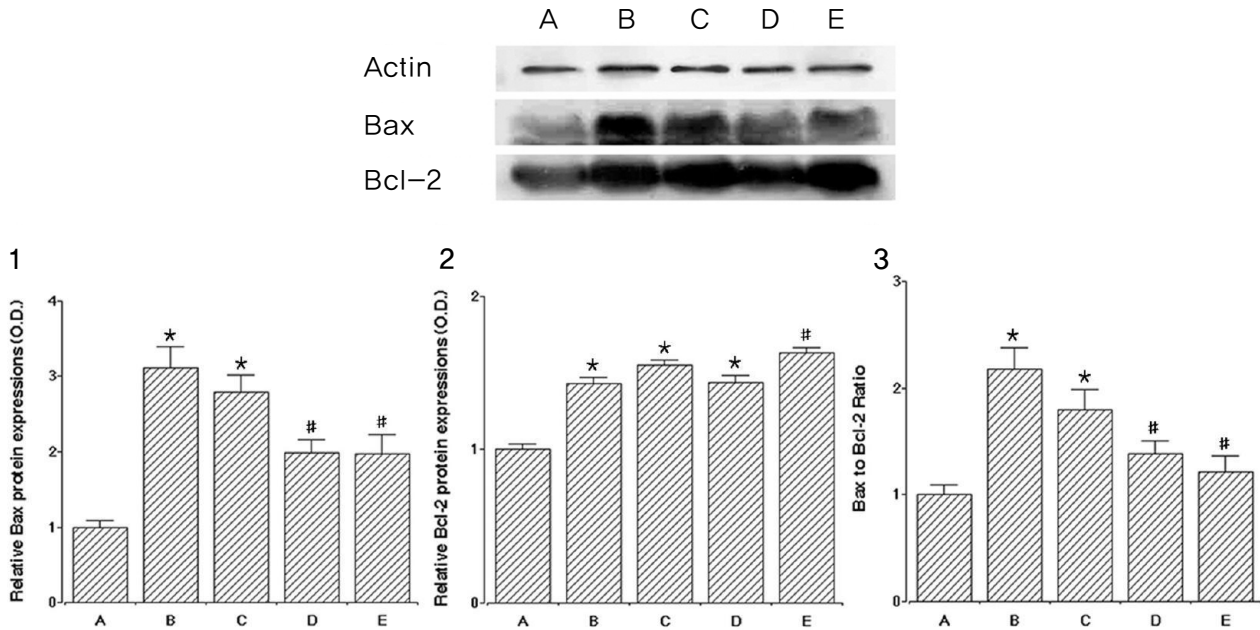 A B C D E
Actin
Bax
Bcl-2
1
Relative Bax protein expressions (O.D.)
4
3
2
1
0
*
*
#
#
A B C D E
2
Relative Bcl-2 protein expressions (O.D.)
2
1
0
*
*
*
#
A B C D E
3
Bax to Bcl-2 Ratio
3
2
1
0
*
*
#
#
A B C D E